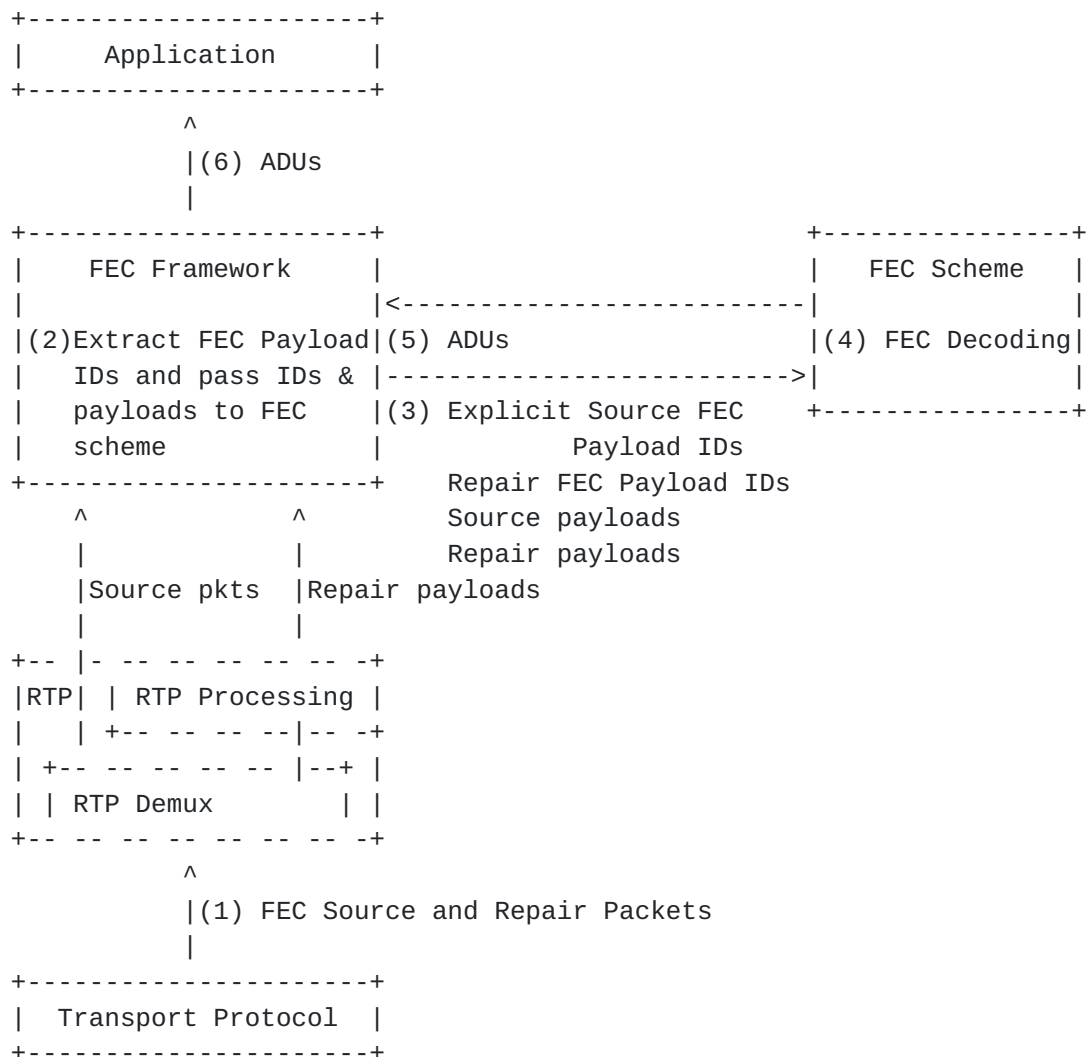 +----------------------+
|     Application      |
+----------------------+
           ^
           |(6) ADUs
           |
+----------------------+                           +----------------+
|    FEC Framework     |                           |   FEC Scheme   |
|                      |<--------------------------|                |
|(2)Extract FEC Payload|(5) ADUs                   |(4) FEC Decoding|
|   IDs and pass IDs & |-------------------------->|                |
|   payloads to FEC    |(3) Explicit Source FEC    +----------------+
|   scheme             |            Payload IDs
+----------------------+    Repair FEC Payload IDs
    ^             ^         Source payloads
    |             |         Repair payloads
    |Source pkts  |Repair payloads
    |             |
+-- |- -- -- -- -- -- -+
|RTP| | RTP Processing |
|   | +-- -- -- --|-- -+
| +-- -- -- -- -- |--+ |
| | RTP Demux        | |
+-- -- -- -- -- -- -- -+
           ^
           |(1) FEC Source and Repair Packets
           |
+----------------------+
|  Transport Protocol  |
+----------------------+